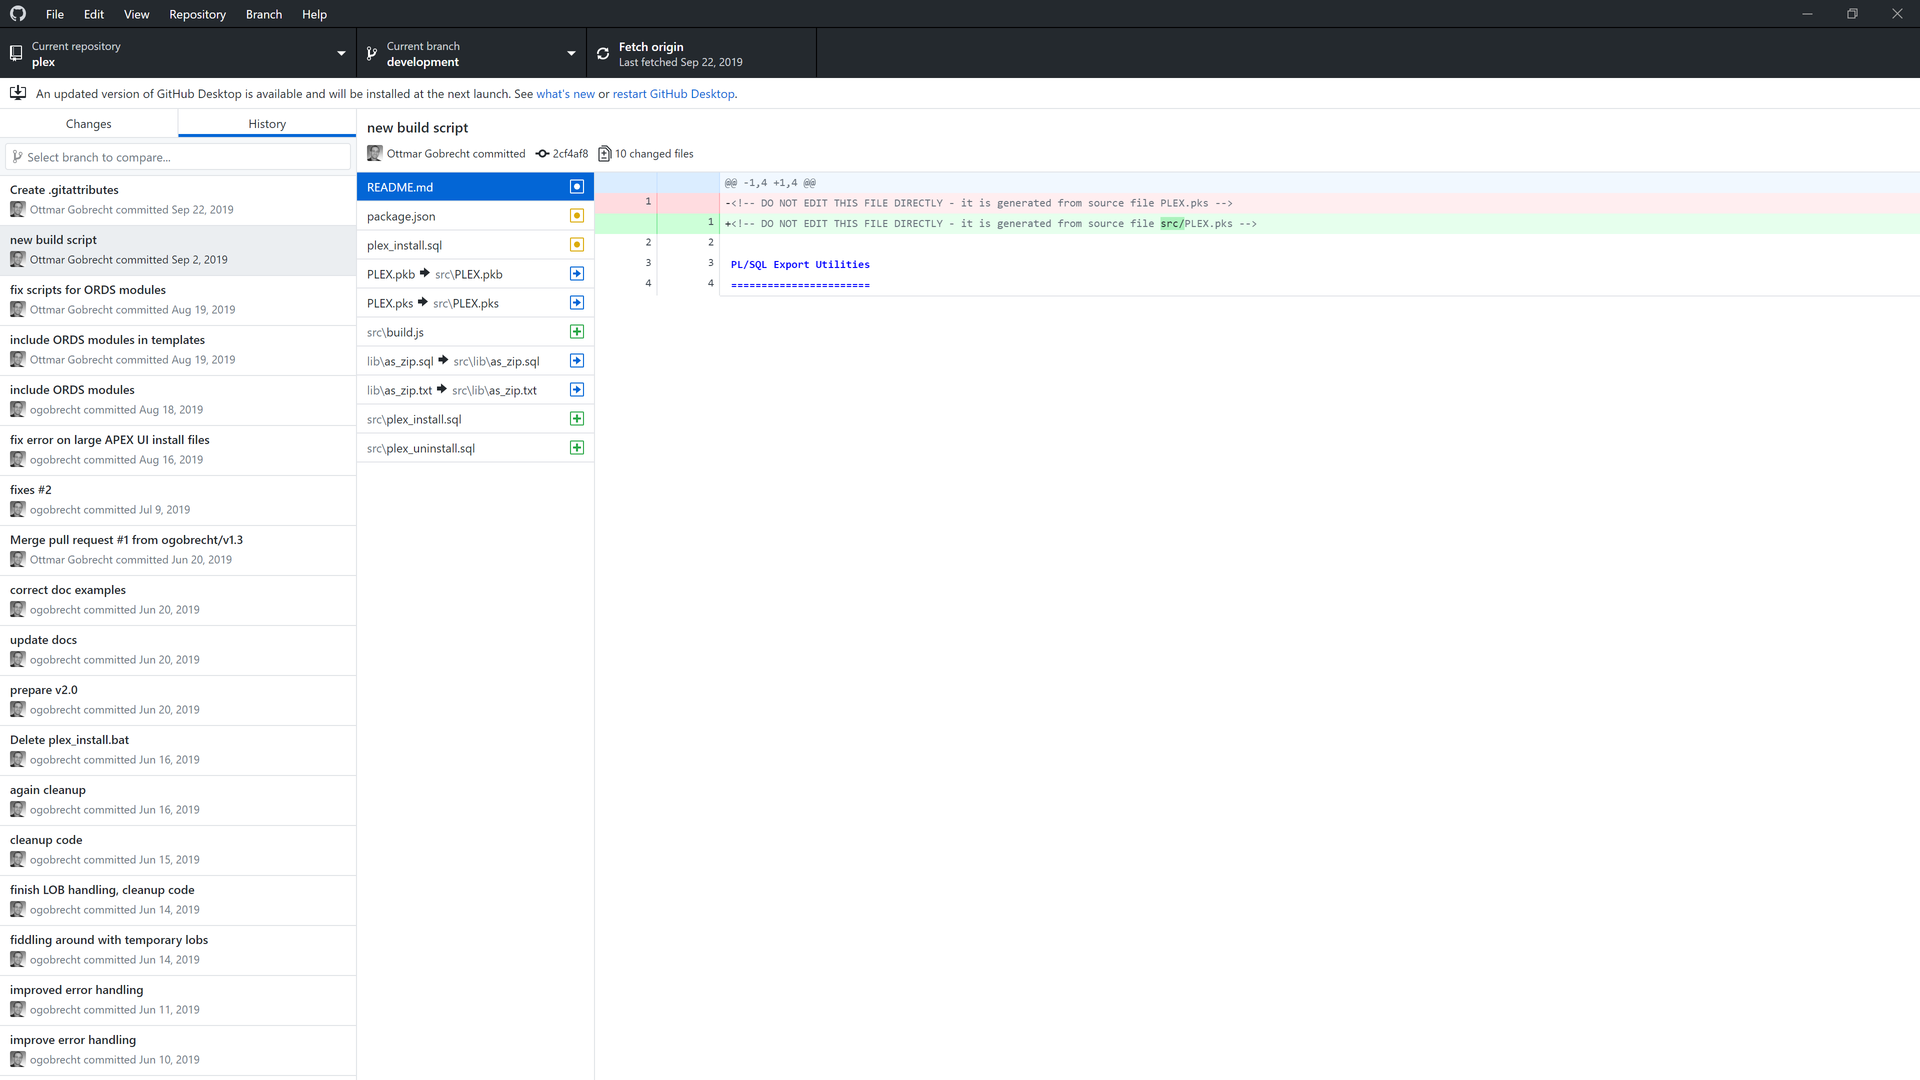 File Edit View Repository Branch Help
Current repository
plex
Current branch
development
Fetch origin
Last fetched Sep 22, 2019
An updated version of GitHub Desktop is available and will be installed at the next launch. See what's new or restart GitHub Desktop.
Changes
History
Select branch to compare...
Create .gitattributes
Ottmar Gobrecht committed Sep 22, 2019
new build script
Ottmar Gobrecht committed Sep 2, 2019
fix scripts for ORDS modules
Ottmar Gobrecht committed Aug 19, 2019
include ORDS modules in templates
Ottmar Gobrecht committed Aug 19, 2019
include ORDS modules
ogobrecht committed Aug 18, 2019
fix error on large APEX UI install files
ogobrecht committed Aug 16, 2019
fixes #2
ogobrecht committed Jul 9, 2019
Merge pull request #1 from ogobrecht/v1.3
Ottmar Gobrecht committed Jun 20, 2019
correct doc examples
ogobrecht committed Jun 20, 2019
update docs
ogobrecht committed Jun 20, 2019
prepare v2.0
ogobrecht committed Jun 20, 2019
Delete plex_install.bat
ogobrecht committed Jun 16, 2019
again cleanup
ogobrecht committed Jun 16, 2019
cleanup code
ogobrecht committed Jun 15, 2019
finish LOB handling, cleanup code
ogobrecht committed Jun 14, 2019
fiddling around with temporary lobs
ogobrecht committed Jun 14, 2019
improved error handling
ogobrecht committed Jun 11, 2019
improve error handling
ogobrecht committed Jun 10, 2019
new build script
Ottmar Gobrecht committed 2cf4af8 10 changed files
README.md
package.json
plex_install.sql
PLEX.pkb → src\PLEX.pkb
PLEX.pks → src\PLEX.pks
src\build.js
lib\as_zip.sql → src\lib\as_zip.sql
lib\as_zip.txt → src\lib\as_zip.txt
src\plex_install.sql
src\plex_uninstall.sql
@@ -1,4 +1,4 @@
1 -<!-- DO NOT EDIT THIS FILE DIRECTLY - it is generated from source file PLEX.pks -->
1 +<!-- DO NOT EDIT THIS FILE DIRECTLY - it is generated from source file src/PLEX.pks -->
2 2
3 3 PL/SQL Export Utilities
4 4 =======================